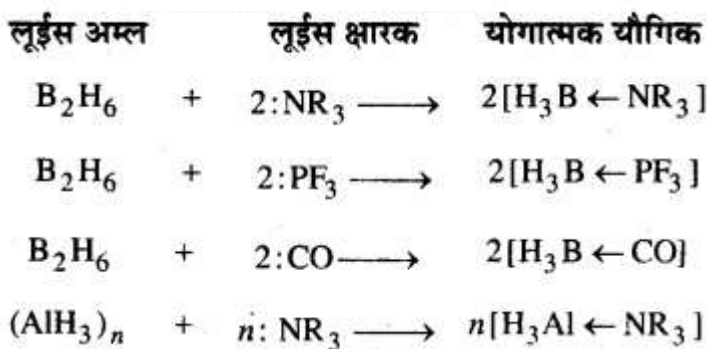 लूईस अम्ल लूईस क्षारक योगात्मक यौगिक
B₂H₆ + 2:NR₃ ⟶ 2[H₃B ← NR₃]
B₂H₆ + 2:PF₃ ⟶ 2[H₃B ← PF₃]
B₂H₆ + 2:CO ⟶ 2[H₃B ← CO]
(AlH₃)ₙ + n: NR₃ ⟶ n[H₃Al ← NR₃]